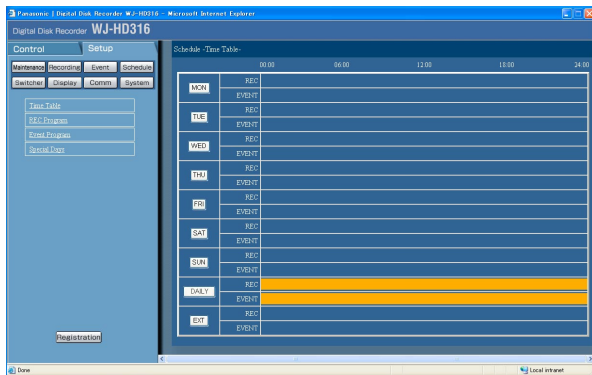 Panasonic | Digital Disk Recorder WJ-HD316 - Microsoft Internet Explorer
Digital Disk Recorder WJ-HD316
Control Setup
Maintenance Recording Event Schedule
Switcher Display Comm System
Time Table
REC Program
Event Program
Special Days
Registration
Schedule -Time Table-
00:00 06:00 12:00 18:00 24:00
MON REC
EVENT
TUE REC
EVENT
WED REC
EVENT
THU REC
EVENT
FRI REC
EVENT
SAT REC
EVENT
SUN REC
EVENT
DAILY REC
EVENT
EXT REC
EVENT
Done Local intranet